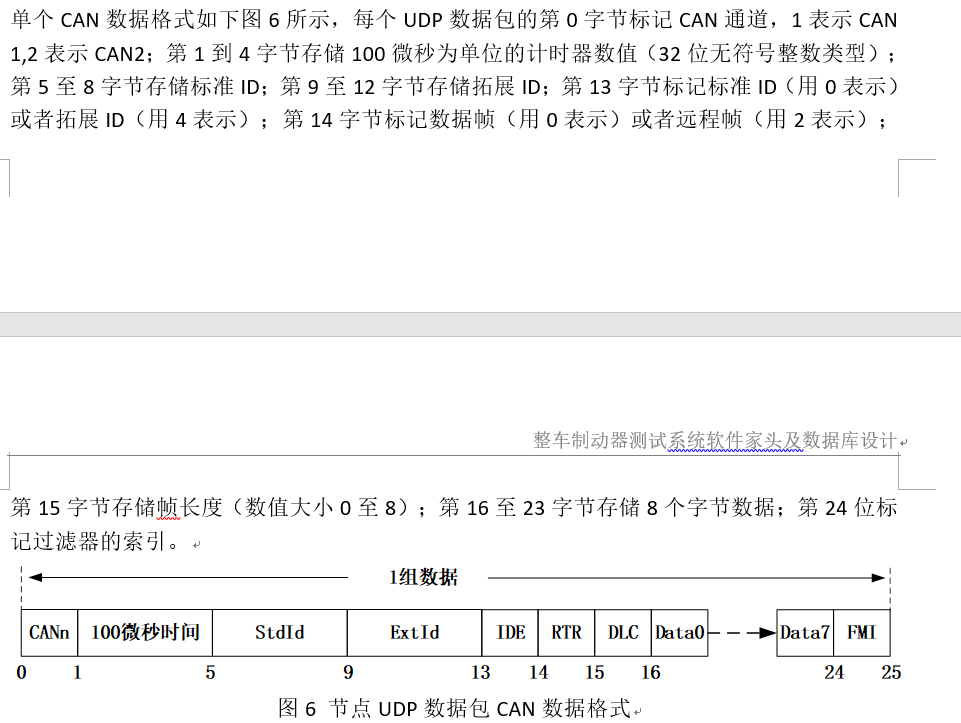 单个 CAN 数据格式如下图 6 所示，每个 UDP 数据包的第 0 字节标记 CAN 通道，1 表示 CAN
1,2 表示 CAN2；第 1 到 4 字节存储 100 微秒为单位的计时器数值（32 位无符号整数类型）；
第 5 至 8 字节存储标准 ID；第 9 至 12 字节存储拓展 ID；第 13 字节标记标准 ID（用 0 表示）
或者拓展 ID（用 4 表示）；第 14 字节标记数据帧（用 0 表示）或者远程帧（用 2 表示）；
整车制动器测试系统软件家头及数据库设计
第 15 字节存储帧长度（数值大小 0 至 8）；第 16 至 23 字节存储 8 个字节数据；第 24 位标
记过滤器的索引。
1组数据
CANn 100微秒时间 StdId ExtId IDE RTR DLC Data0 Data7 FMI
0 1 5 9 13 14 15 16 24 25
图 6 节点 UDP 数据包 CAN 数据格式